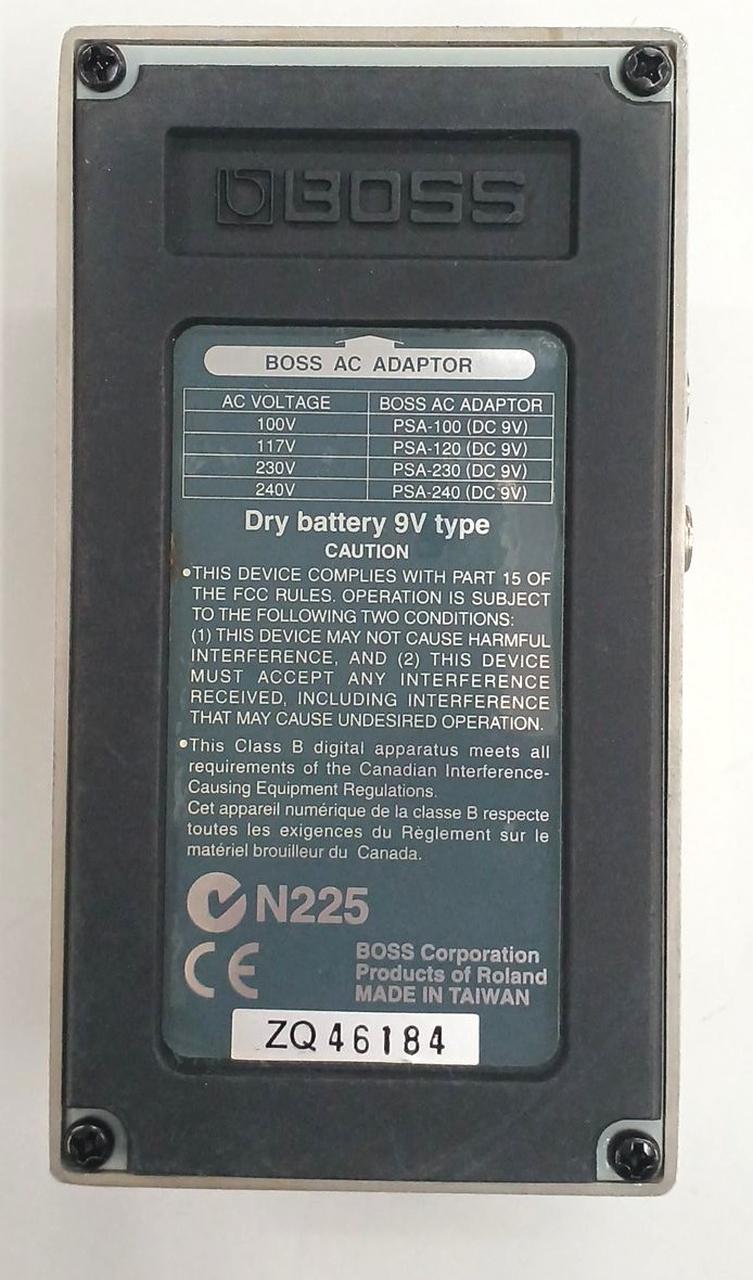 BOSS
BOSS AC ADAPTOR
AC VOLTAGE BOSS AC ADAPTOR
100V PSA-100 (DC 9V)
117V PSA-120 (DC 9V)
230V PSA-230 (DC 9V)
240V PSA-240 (DC 9V)
Dry battery 9V type
CAUTION
•THIS DEVICE COMPLIES WITH PART 15 OF
THE FCC RULES. OPERATION IS SUBJECT
TO THE FOLLOWING TWO CONDITIONS:
(1) THIS DEVICE MAY NOT CAUSE HARMFUL
INTERFERENCE, AND (2) THIS DEVICE
MUST ACCEPT ANY INTERFERENCE
RECEIVED, INCLUDING INTERFERENCE
THAT MAY CAUSE UNDESIRED OPERATION.
•This Class B digital apparatus meets all
requirements of the Canadian Interference-
Causing Equipment Regulations.
Cet appareil numérique de la classe B respecte
toutes les exigences du Règlement sur le
matériel brouilleur du Canada.
N225
CE
BOSS Corporation
Products of Roland
MADE IN TAIWAN
ZQ46184